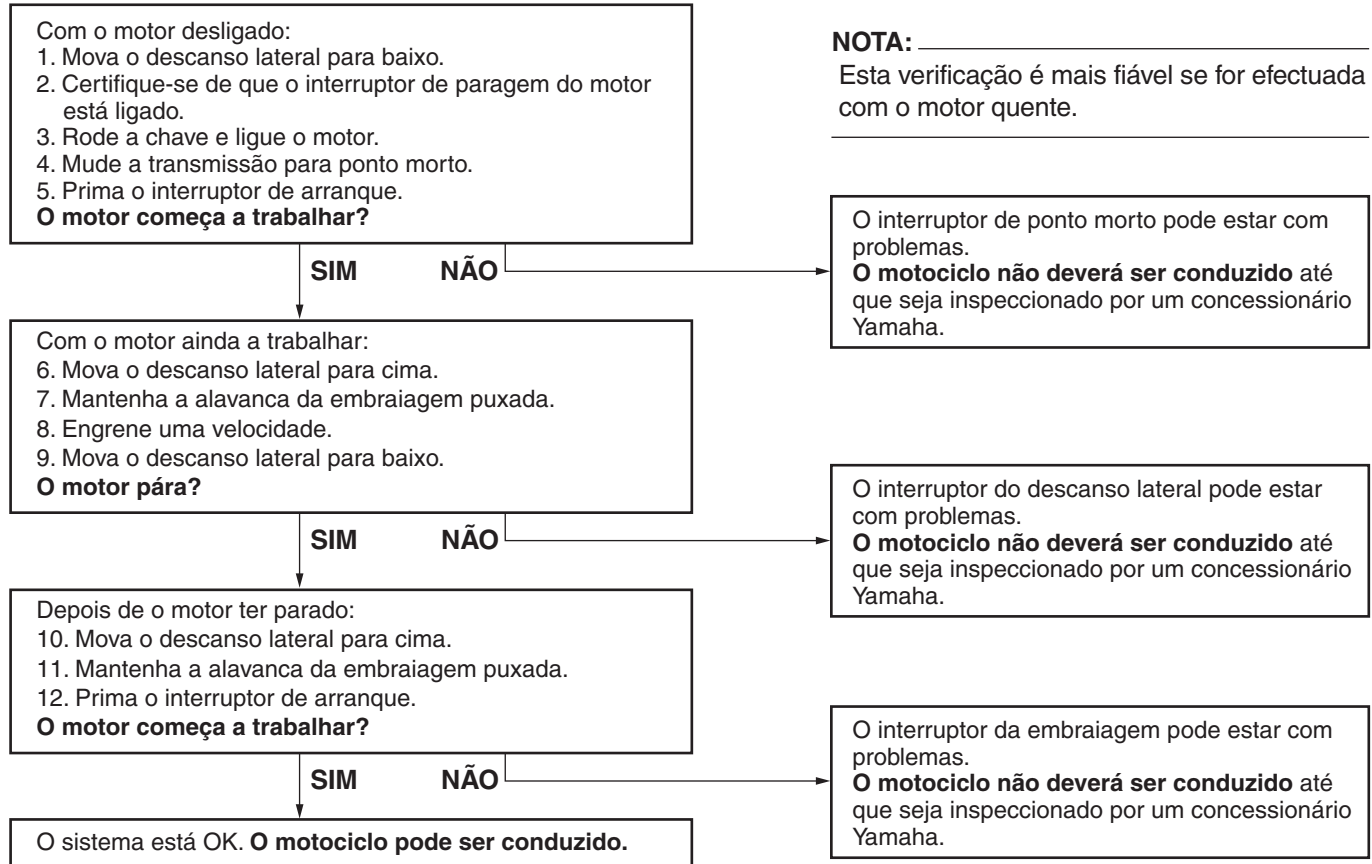 Com o motor desligado:
1. Mova o descanso lateral para baixo.
2. Certifique-se de que o interruptor de paragem do motor
está ligado.
3. Rode a chave e ligue o motor.
4. Mude a transmissão para ponto morto.
5. Prima o interruptor de arranque.
O motor começa a trabalhar?
NOTA:
Esta verificação é mais fiável se for efectuada
com o motor quente.
SIM NÃO
O interruptor de ponto morto pode estar com
problemas.
O motociclo não deverá ser conduzido até
que seja inspeccionado por um concessionário
Yamaha.
Com o motor ainda a trabalhar:
6. Mova o descanso lateral para cima.
7. Mantenha a alavanca da embraiagem puxada.
8. Engrene uma velocidade.
9. Mova o descanso lateral para baixo.
O motor pára?
SIM NÃO
O interruptor do descanso lateral pode estar
com problemas.
O motociclo não deverá ser conduzido até
que seja inspeccionado por um concessionário
Yamaha.
Depois de o motor ter parado:
10. Mova o descanso lateral para cima.
11. Mantenha a alavanca da embraiagem puxada.
12. Prima o interruptor de arranque.
O motor começa a trabalhar?
SIM NÃO
O interruptor da embraiagem pode estar com
problemas.
O motociclo não deverá ser conduzido até
que seja inspeccionado por um concessionário
Yamaha.
O sistema está OK. O motociclo pode ser conduzido.